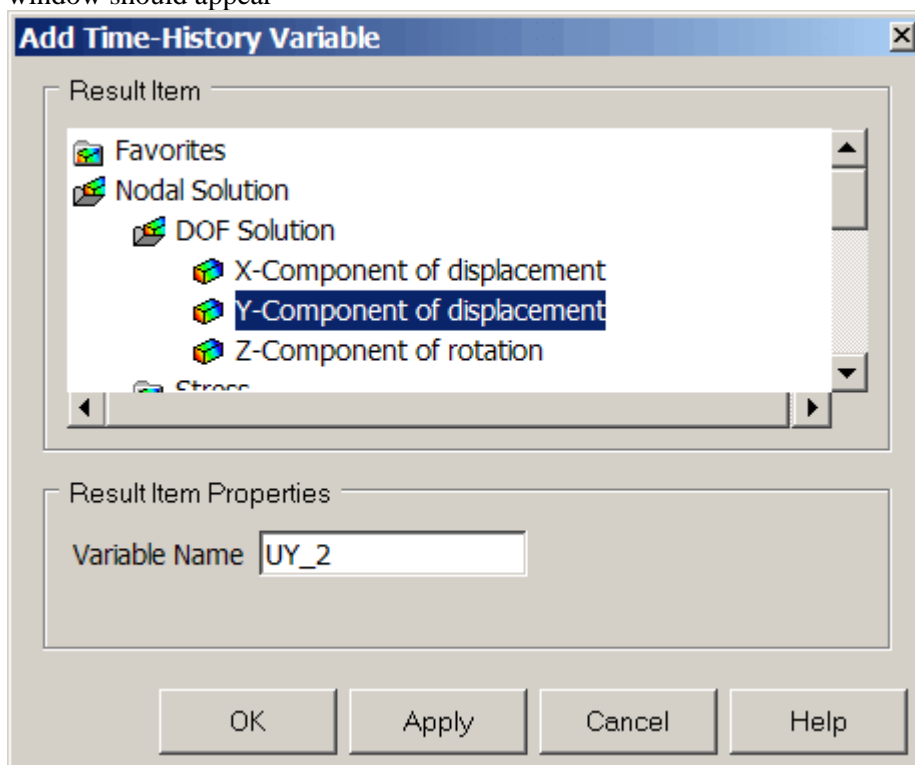 window should appear
Add Time-History Variable
Result Item
Favorites
Nodal Solution
DOF Solution
X-Component of displacement
Y-Component of displacement
Z-Component of rotation
Stress
Result Item Properties
Variable Name UY_2
OK Apply Cancel Help